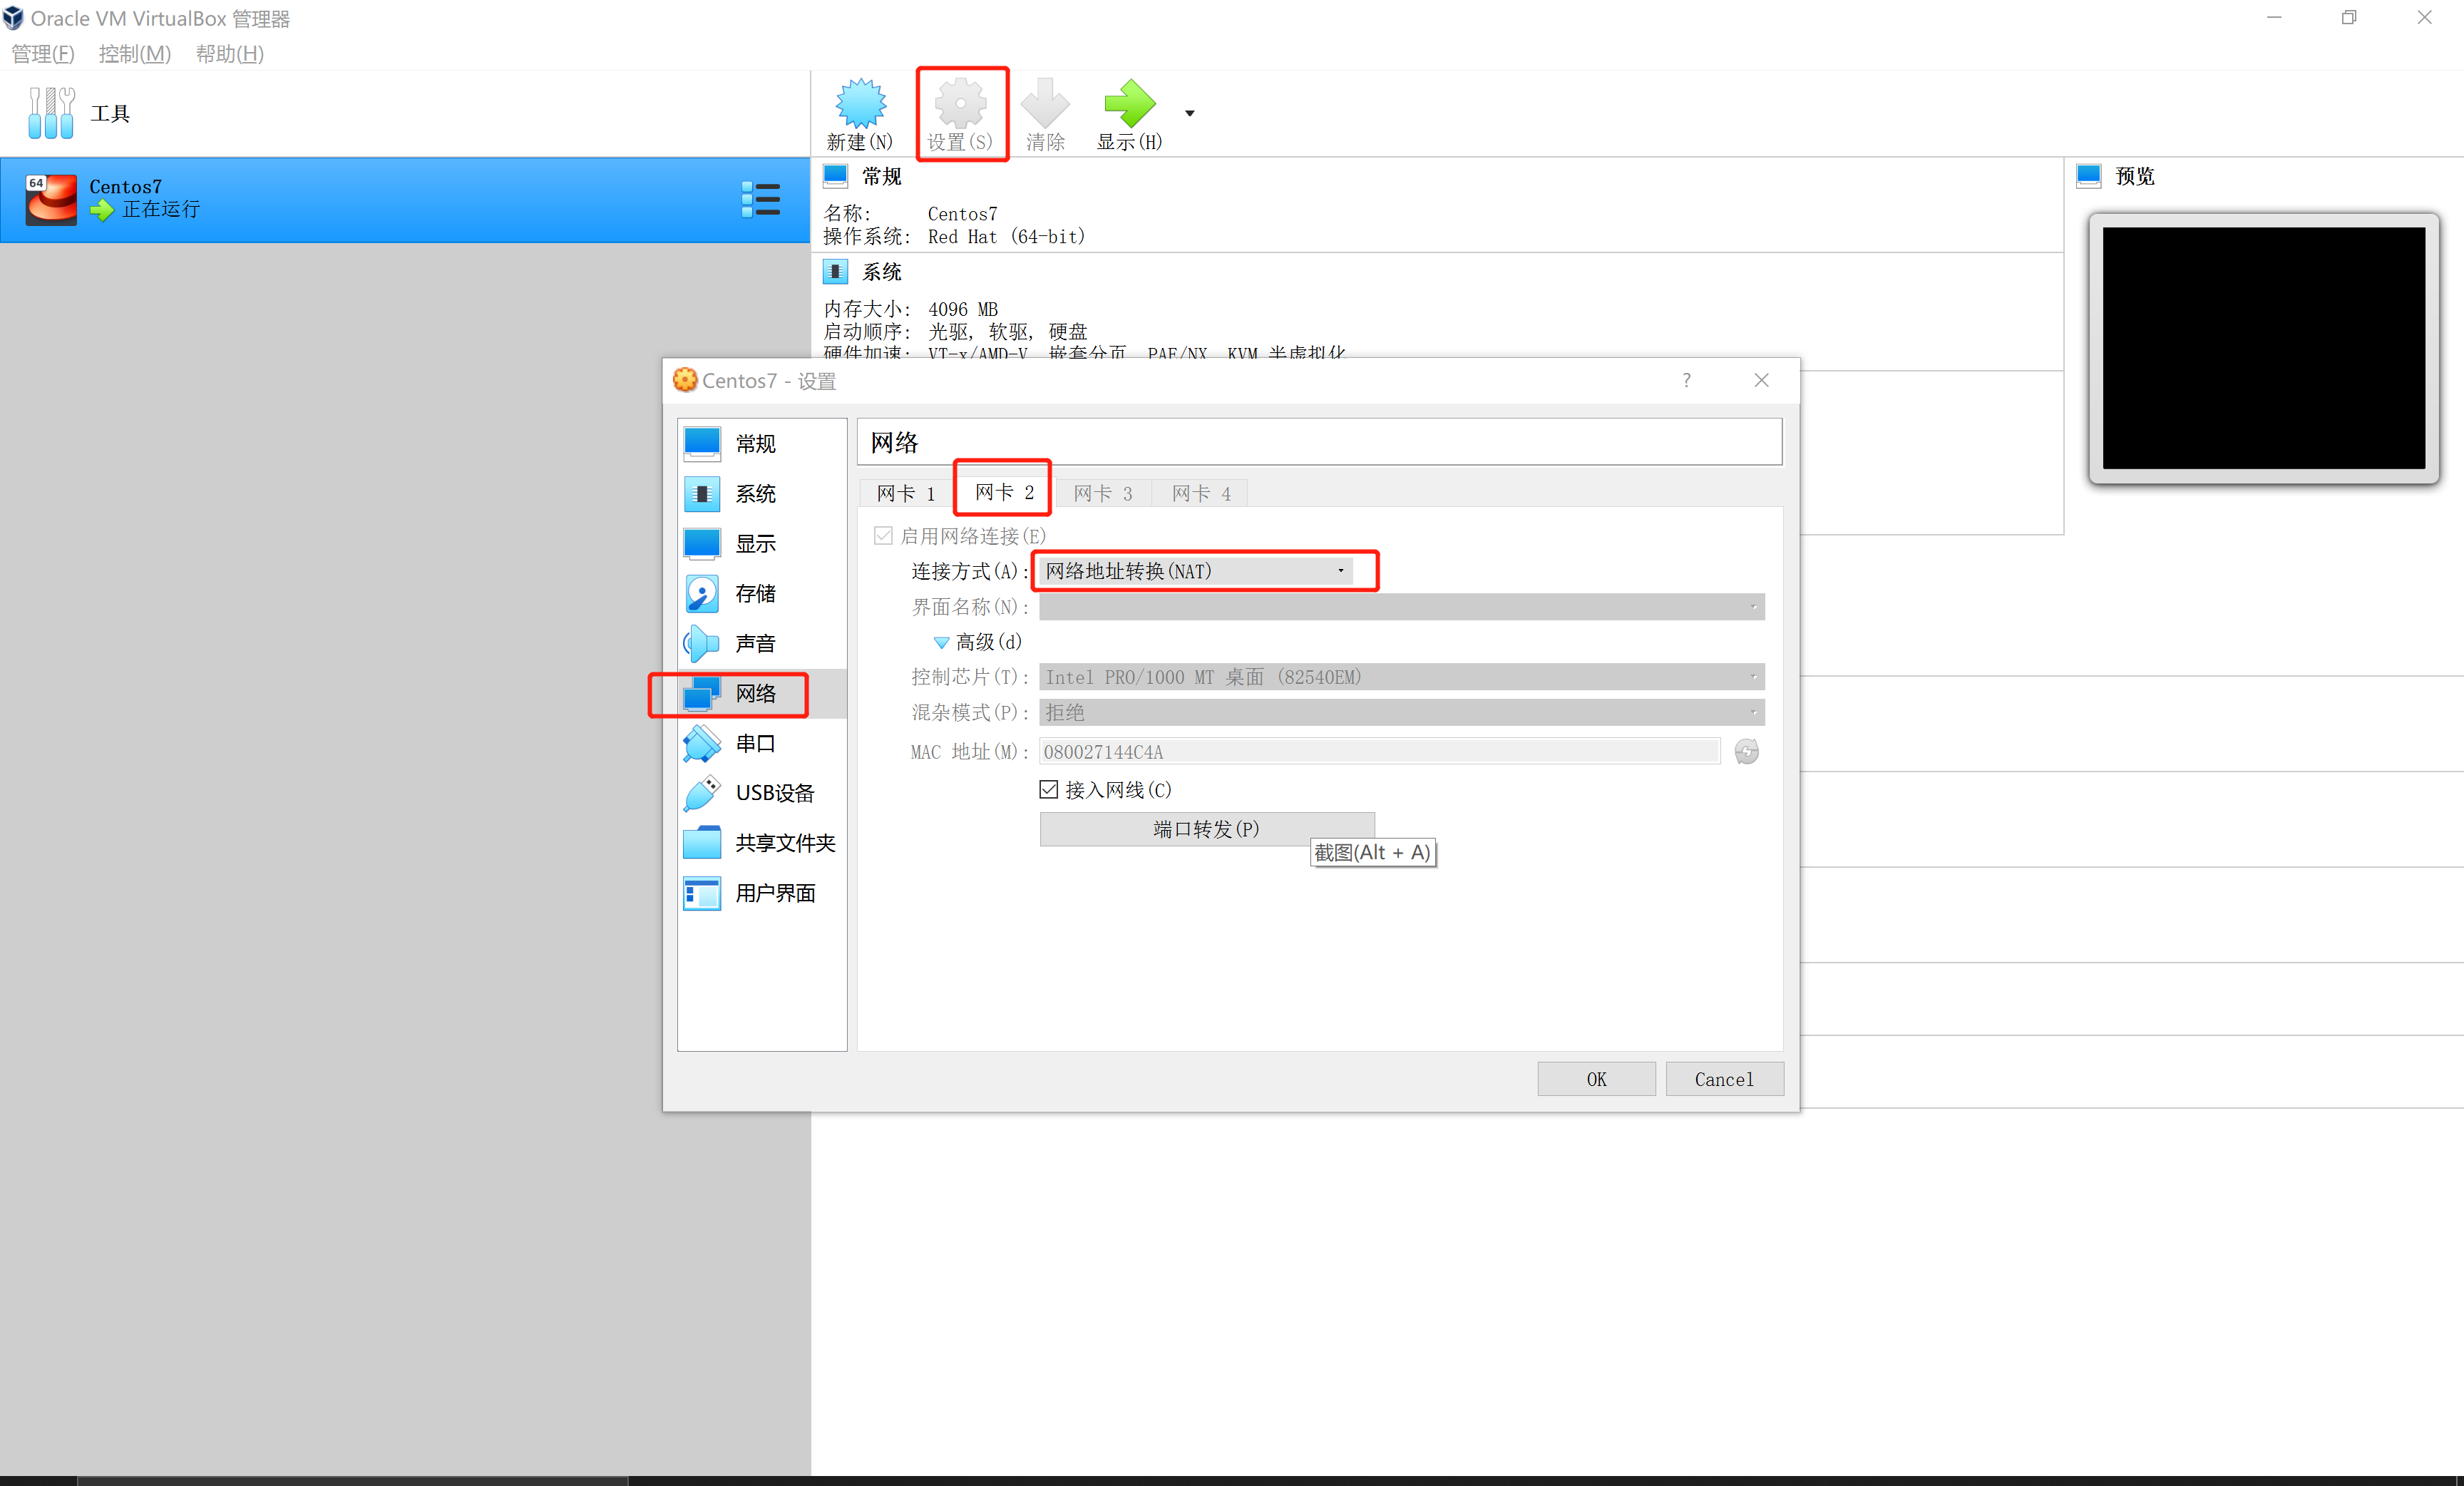 Oracle VM VirtualBox 管理器
管理(F) 控制(M) 帮助(H)
工具
新建(N) 设置(S) 清除 显示(H)
64
Centos7
正在运行
常规
名称: Centos7
操作系统: Red Hat (64-bit)
预览
系统
内存大小: 4096 MB
启动顺序: 光驱, 软驱, 硬盘
硬件加速: VT-x/AMD-V, 嵌套分页, PAE/NX, KVM 半虚拟化
Centos7 - 设置
?
常规
系统
显示
存储
声音
网络
串口
USB设备
共享文件夹
用户界面
网络
网卡 1 网卡 2 网卡 3 网卡 4
启用网络连接(E)
连接方式(A): 网络地址转换(NAT)
界面名称(N):
高级(d)
控制芯片(T): Intel PRO/1000 MT 桌面 (82540EM)
混杂模式(P): 拒绝
MAC 地址(M): 080027144C4A
接入网线(C)
端口转发(P)
截图(Alt + A)
OK Cancel